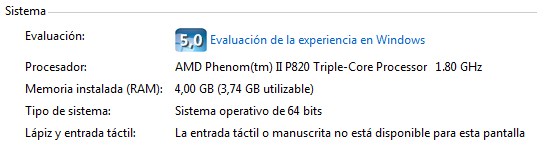 Sistema
Evaluación: 5,0 Evaluación de la experiencia en Windows
Procesador: AMD Phenom(tm) II P820 Triple-Core Processor 1.80 GHz
Memoria instalada (RAM): 4,00 GB (3,74 GB utilizable)
Tipo de sistema: Sistema operativo de 64 bits
Lápiz y entrada táctil: La entrada táctil o manuscrita no está disponible para esta pantalla